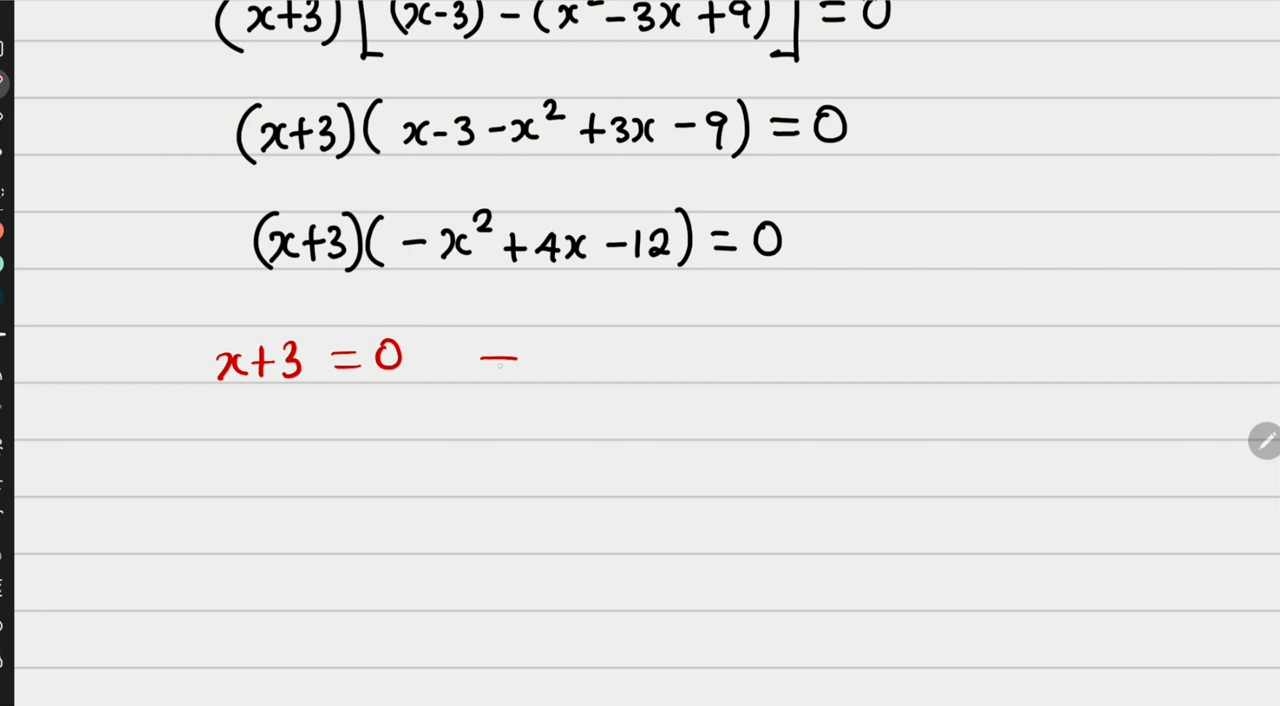 (x+3)[(x-3)-(x²-3x+9)]=0
(x+3)(x-3-x²+3x-9)=0
(x+3)(-x²+4x-12)=0
x+3=0 −